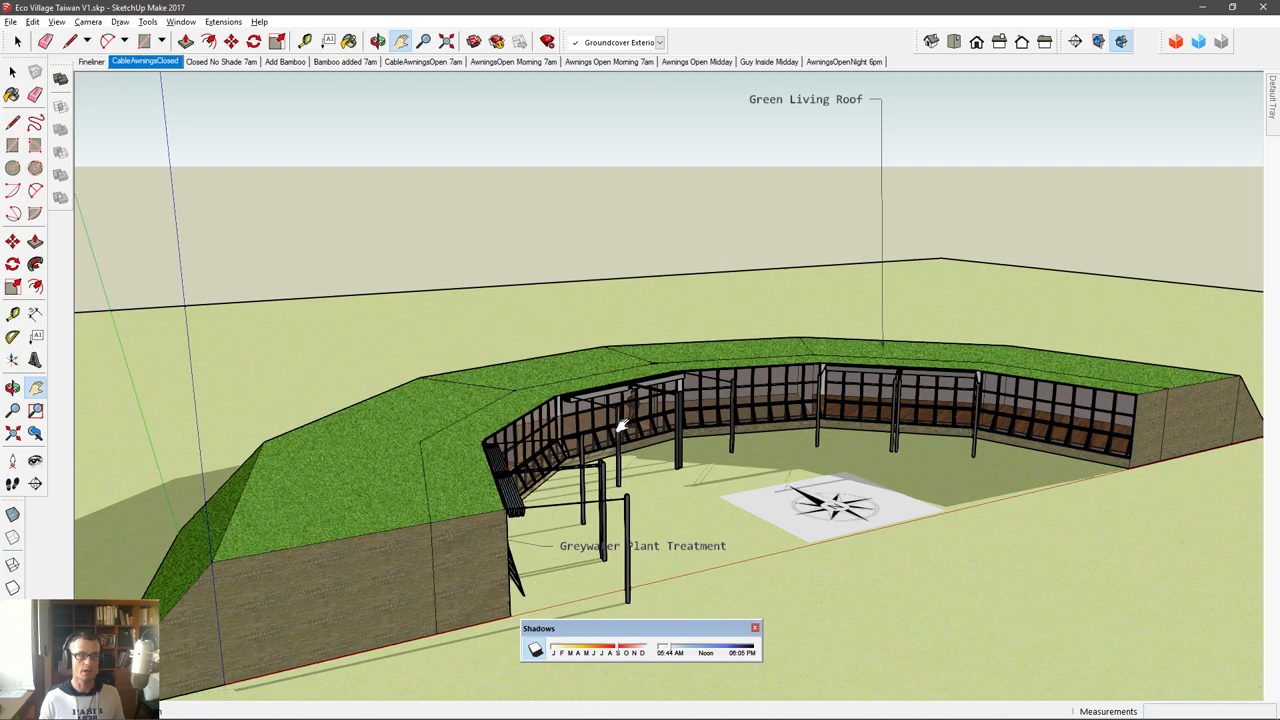 Eco Village Taiwan V1.skp - SketchUp Make 2017
File Edit View Camera Draw Tools Window Extensions Help
Groundcover Exterio
Fineliner CableAwningsClosed Closed No Shade 7am Add Bamboo Bamboo added 7am CableAwningsOpen 7am Awnings Open Morning 7am Awnings Open Morning 7am Awnings Open Midday Guy Inside Midday AwningsOpenNight 6pm
Default Tray
Green Living Roof
Greywater Plant Treatment
Shadows
J F M A M J J A S O N D 05:44 AM Noon 06:05 PM
PASIF
Measurements